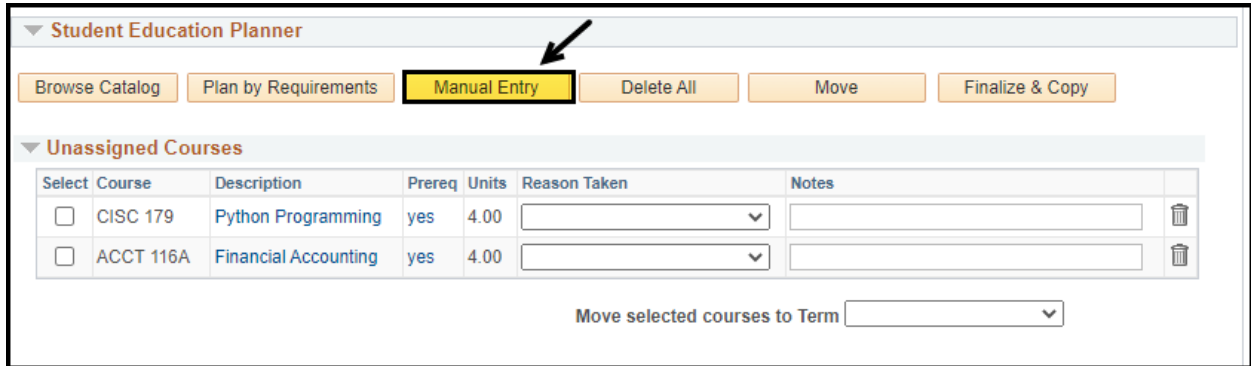 Student Education Planner
Browse Catalog Plan by Requirements Manual Entry Delete All Move Finalize & Copy
Unassigned Courses
Select Course Description Prereq Units Reason Taken Notes
CISC 179 Python Programming yes 4.00
ACCT 116A Financial Accounting yes 4.00
Move selected courses to Term